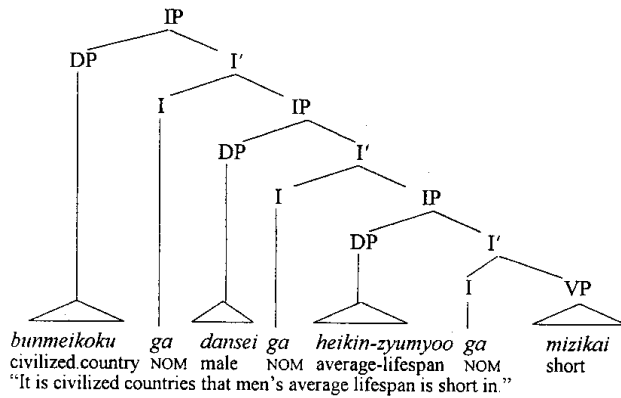 IP
DP I′
I IP
DP I′
I IP
DP I′
I VP
bunmeikoku ga dansei ga heikin-zyumyoo ga mizikai
civilized.country NOM male NOM average-lifespan NOM short
“It is civilized countries that men's average lifespan is short in.”